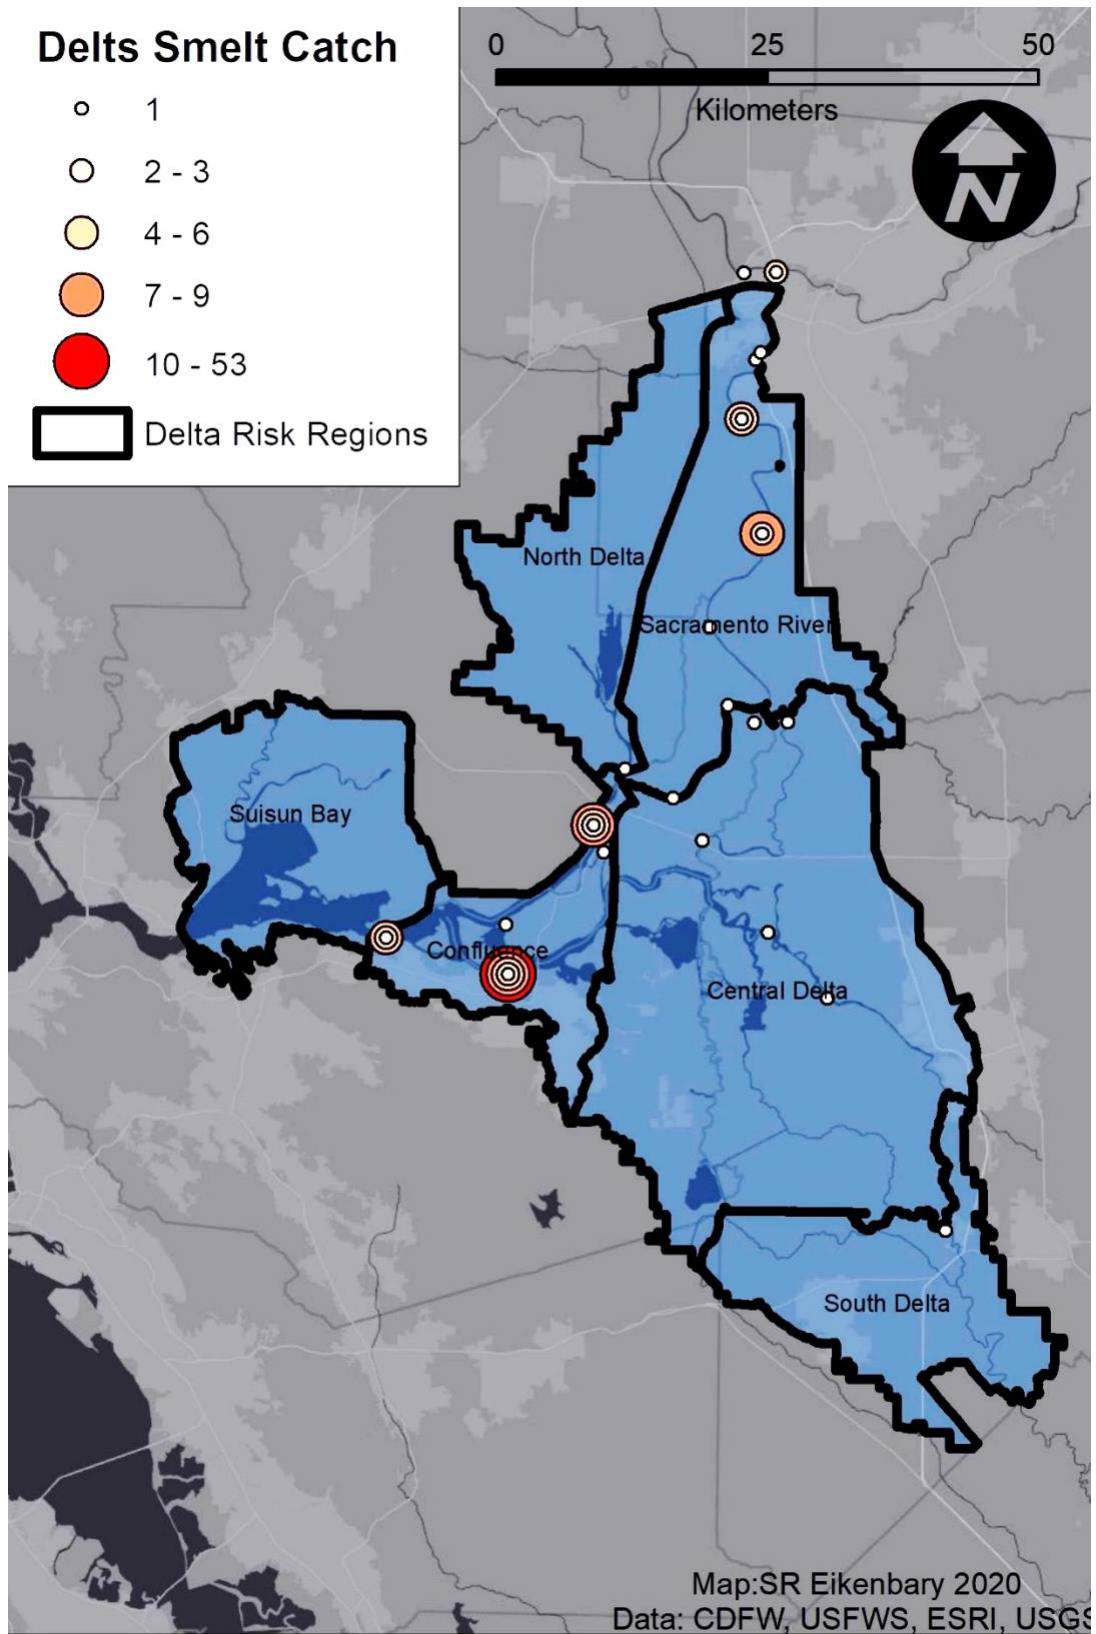 Delts Smelt Catch
1
2 - 3
4 - 6
7 - 9
10 - 53
Delta Risk Regions
0 25 50
Kilometers
N
North Delta
Sacramento River
Suisun Bay
Confluence
Central Delta
South Delta
Map:SR Eikenbary 2020
Data: CDFW, USFWS, ESRI, USGS